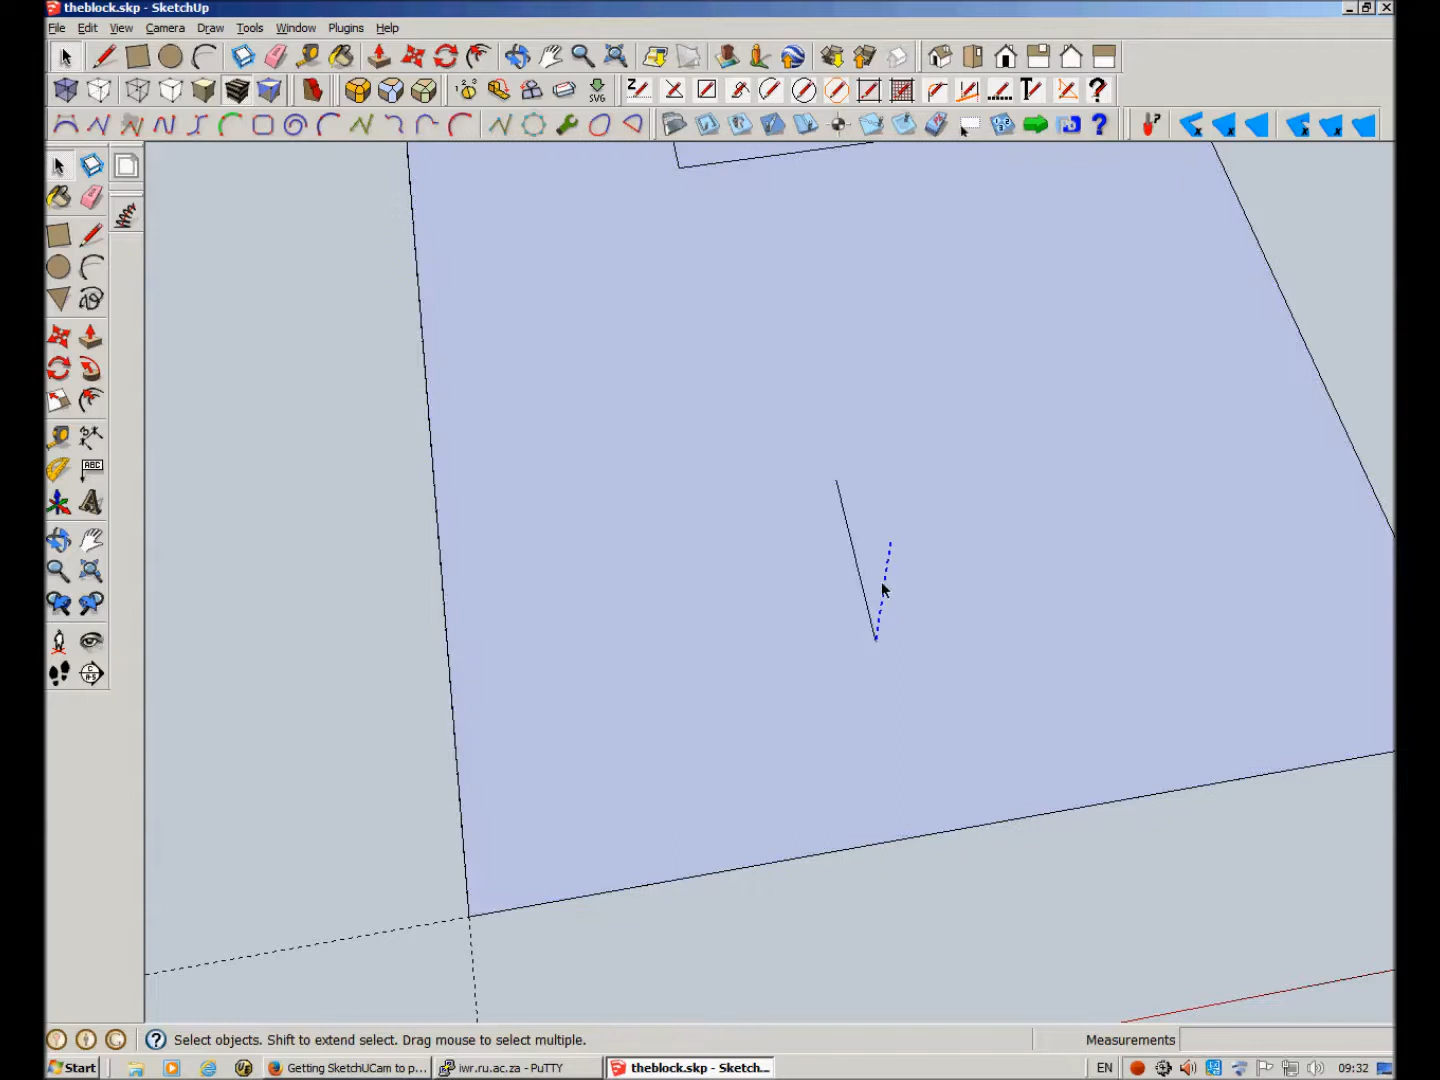 theblock.skp - SketchUp
File Edit View Camera Draw Tools Window Plugins Help
SVG
ABC
Select objects. Shift to extend select. Drag mouse to select multiple.
Measurements
Start
Getting SketchUCam to p...
iwr.ru.ac.za - PuTTY
theblock.skp - Sketch...
EN
09:32